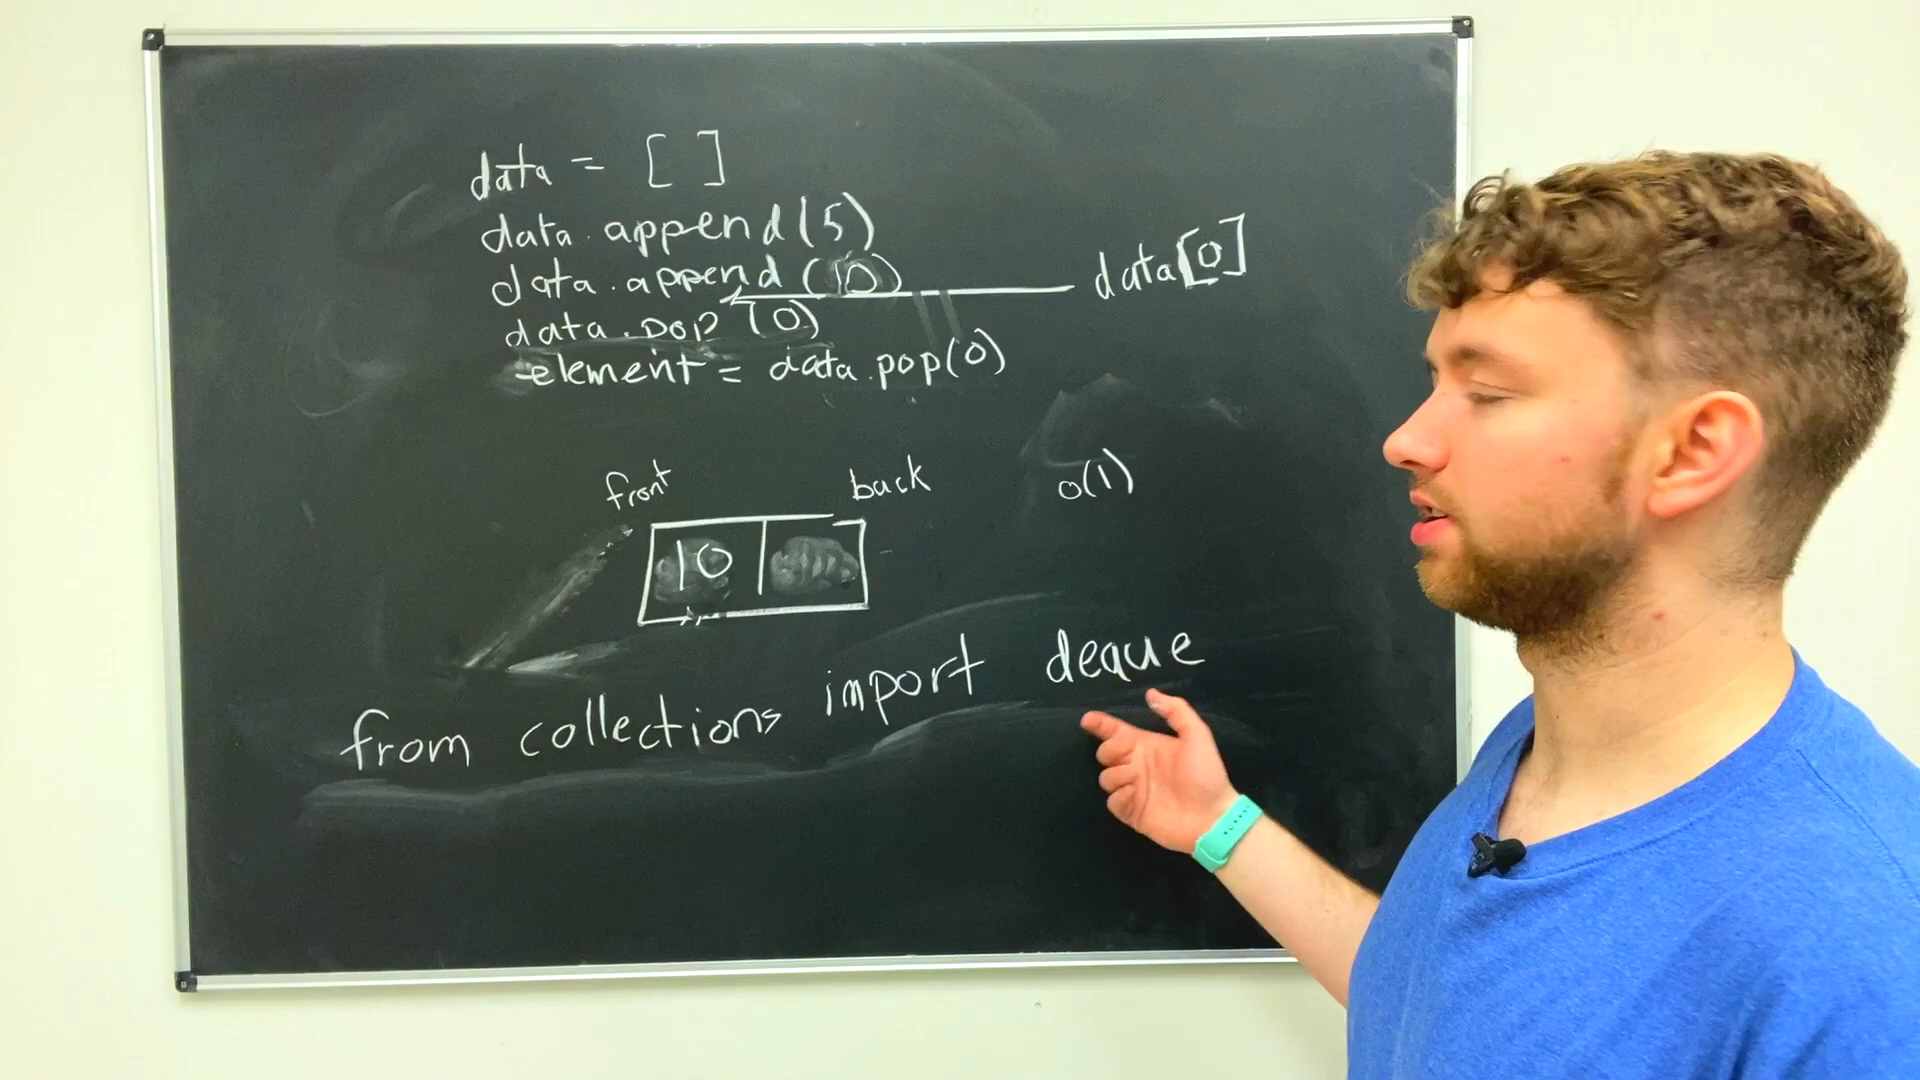 data = [ ]
data.append(5)
data.append(10)
data[0]
data.pop(0)
element = data.pop(0)
front
back
o(1)
10
from collections import deque